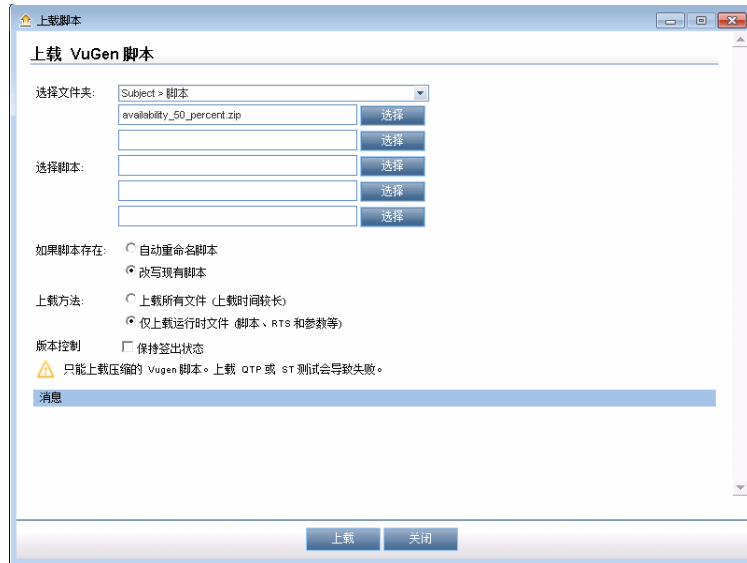 上载脚本
上载 VuGen 脚本
选择文件夹: Subject > 脚本
availability_50_percent.zip 选择
选择
选择脚本: 选择
选择
选择
如果脚本存在: 自动重命名脚本
改写现有脚本
上载方法: 上载所有文件 (上载时间较长)
仅上载运行时文件 (脚本、RTS 和参数等)
版本控制 保持签出状态
只能上载压缩的 Vugen 脚本。上载 QTP 或 ST 测试会导致失败。
消息
上载 关闭